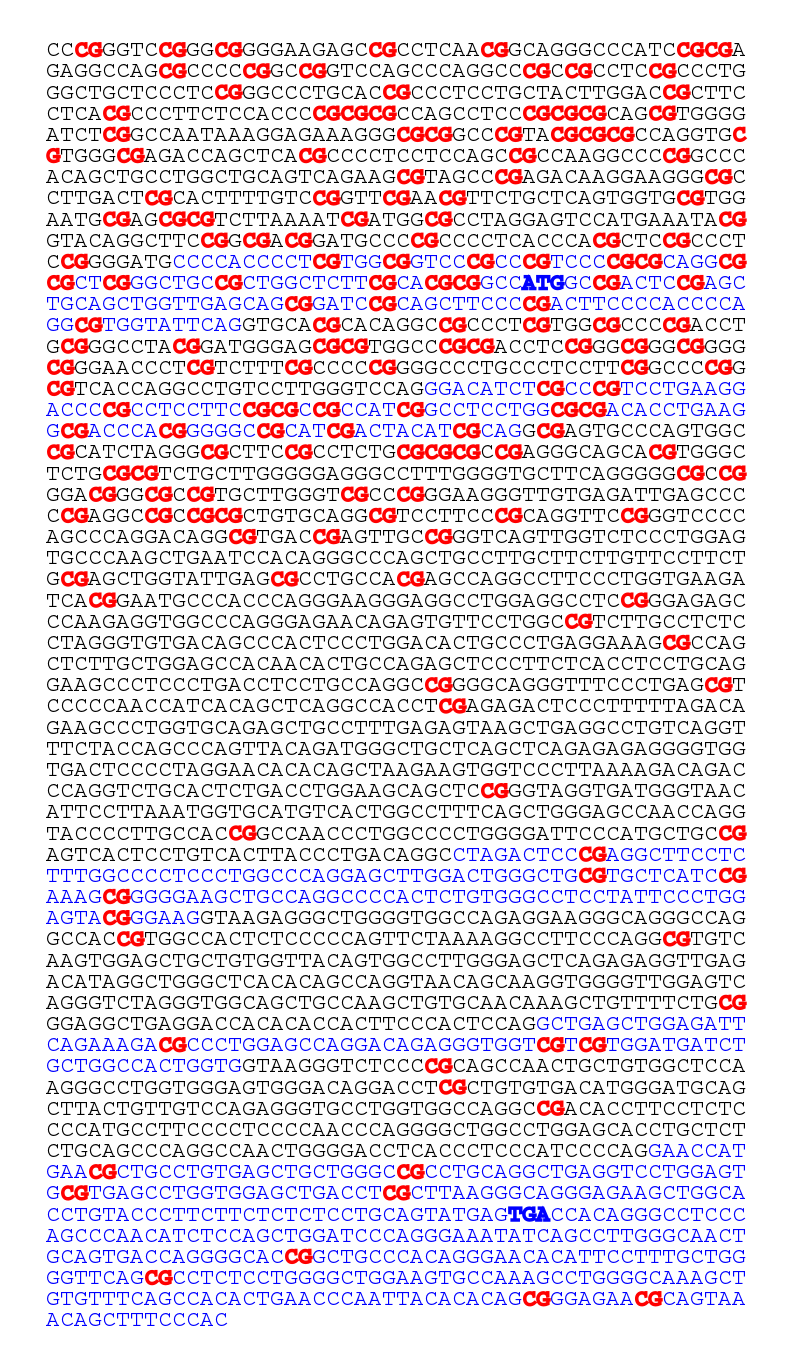 CCCGGGTCCGGGCGGGGAAGAGCCGCCTCAACGGCAGGGCCCATCCGCGA
GAGGCCAGCGCCCCCGGCCGGTCCAGCCCAGGCCCGCCGCCTCCGCCCTG
GGCTGCTCCCTCCGGGCCCTGCACCGCCCTCCTGCTACTTGGACCGCTTC
CTCACGCCCTTCTCCACCCCGCGCGCCAGCCTCCCGCGCGCAGCGTGGGG
ATCTCGGCCAATAAAGGAGAAAGGGCGCGGCCCGTACGCGCGCCAGGTGC
GTGGGCGAGACCAGCTCACGCCCCTCCTCCAGCCGCCAAGGCCCCGGCCC
ACAGCTGCCTGGCTGCAGTCAGAAGCGTAGCCCGAGACAAGGAAGGGCGC
CTTGACTCGCACTTTTGTCCGGTTCGAACGTTCTGCTCAGTGGTGCGTGG
AATGCGAGCGCGTCTTAAAATCGATGGCGCCTAGGAGTCCATGAAATACG
GTACAGGCTTCCGGCGACGGATGCCCCGCCCCTCACCCACGCTCCGCCCT
CCGGGGATGCCCCACCCCTCGTGGCGGTCCCGCCCGTCCCCGCGCAGGCG
CGCTCGGGCTGCCGCTGGCTCTTCGCACGCGGCCATGGCCGACTCCGAGC
TGCAGCTGGTTGAGCAGCGGATCCGCAGCTTCCCCGACTTCCCCACCCCA
GGCGTGGTATTCAGGTGCACGCACAGGCCGCCCTCGTGGCGCCCCGACCT
GCGGGCCTACGGATGGGAGCGCGTGGCCCGCGACCTCCGGGCGGGCGGGG
CGGGAACCCTCGTCTTTCGCCCCCGGGGCCCTGCCCTCCTTCGGCCCCGG
CGTCACCAGGCCTGTCCTTGGGTCCAGGGACATCTCGCCCGTCCTGAAGG
ACCCCGCCTCCTTCCGCGCCGCCATCGGCCTCCTGGCGCGACACCTGAAG
GCGACCCACGGGGGCCGCATCGACTACATCGCAGGCGAGTGCCCAGTGGC
CGCATCTAGGGCGCTTCCGCCTCTGCGCGCGCCGAGGGCAGCACGTGGGC
TCTGCGCGTCTGCTTGGGGGAGGGCCTTTGGGGTGCTTCAGGGGGCGCCG
GGACGGGCGCCGTGCTTGGGTCGCCCGGGAAGGGTTGTGAGATTGAGCCC
CCGAGGCCGCCGCGCTGTGCAGGCGTCCTTCCCGCAGGTTCCGGGTCCCC
AGCCCAGGACAGGCGTGACCGAGTTGCCGGGTCAGTTGGTCTCCCTGGAG
TGCCCAAGCTGAATCCACAGGGCCCAGCTGCCTTGCTTCTTGTTCCTTCT
GCGAGCTGGTATTGAGCGCCTGCCACGAGCCAGGCCTTCCCTGGTGAAGA
TCACGGAATGCCCACCCAGGGAAGGGAGGCCTGGAGGCCTCCGGGAGAGC
CCAAGAGGTGGCCCAGGGAGAACAGAGTGTTCCTGGCCGTCTTGCCTCTC
CTAGGGTGTGACAGCCCACTCCCTGGACACTGCCCTGAGGAAAGCGCCAG
CTCTTGCTGGAGCCACAACACTGCCAGAGCTCCCTTCTCACCTCCTGCAG
GAAGCCCTCCCTGACCTCCTGCCAGGCCGGGGCAGGGTTTCCCTGAGCGT
CCCCCAACCATCACAGCTCAGGCCACCTCGAGAGACTCCCTTTTTAGACA
GAAGCCCTGGTGCAGAGCTGCCTTTGAGAGTAAGCTGAGGCCTGTCAGGT
TTCTACCAGCCCAGTTACAGATGGGCTGCTCAGCTCAGAGAGAGGGGTGG
TGACTCCCCTAGGAACACACAGCTAAGAAGTGGTCCCTTAAAAGACAGAC
CCAGGTCTGCACTCTGACCTGGAAGCAGCTCCGGGTAGGTGATGGGTAAC
ATTCCTTAAATGGTGCATGTCACTGGCCTTTCAGCTGGGAGCCAACCAGG
TACCCCTTGCCACCGGCCAACCCTGGCCCCTGGGGATTCCCATGCTGCCG
AGTCACTCCTGTCACTTACCCTGACAGGCCTAGACTCCCGAGGCTTCCTC
TTTGGCCCCTCCCTGGCCCAGGAGCTTGGACTGGGCTGCGTGCTCATCCG
AAAGCGGGGGAAGCTGCCAGGCCCCACTCTGTGGGCCTCCTATTCCCTGG
AGTACGGGAAGGTAAGAGGGCTGGGGTGGCCAGAGGAAGGGCAGGGCCAG
GCCACCGTGGCCACTCTCCCCCAGTTCTAAAAGGCCTTCCCAGGCGTGTC
AAGTGGAGCTGCTGTGGTTACAGTGGCCTTGGGAGCTCAGAGAGGTTGAG
ACATAGGCTGGGCTCACACAGCCAGGTAACAGCAAGGTGGGGTTGGAGTC
AGGGTCTAGGGTGGCAGCTGCCAAGCTGTGCAACAAAGCTGTTTTCTGCG
GGAGGCTGAGGACCACACACCACTTCCCACTCCAGGCTGAGCTGGAGATT
CAGAAAGACGCCCTGGAGCCAGGACAGAGGGTGGTCGTCGTGGATGATCT
GCTGGCCACTGGTGGTAAGGGTCTCCCCGCAGCCAACTGCTGTGGCTCCA
AGGGCCTGGTGGGAGTGGGACAGGACCTCGCTGTGTGACATGGGATGCAG
CTTACTGTTGTCCAGAGGGTGCCTGGTGGCCAGGCCGACACCTTCCTCTC
CCCATGCCTTCCCCTCCCCAACCCAGGGGCTGGCCTGGAGCACCTGCTCT
CTGCAGCCCAGGCCAACTGGGGACCTCACCCTCCCATCCCCAGGAACCAT
GAACGCTGCCTGTGAGCTGCTGGGCCGCCTGCAGGCTGAGGTCCTGGAGT
GCGTGAGCCTGGTGGAGCTGACCTCGCTTAAGGGCAGGGAGAAGCTGGCA
CCTGTACCCTTCTTCTCTCTCCTGCAGTATGAGTGACCACAGGGCCTCCC
AGCCCAACATCTCCAGCTGGATCCCAGGGAAATATCAGCCTTGGGCAACT
GCAGTGACCAGGGGCACCGGCTGCCCACAGGGAACACATTCCTTTGCTGG
GGTTCAGCGCCTCTCCTGGGGCTGGAAGTGCCAAAGCCTGGGGCAAAGCT
GTGTTTCAGCCACACTGAACCCAATTACACACAGCGGGAGAACGCAGTAA
ACAGCTTTCCCAC